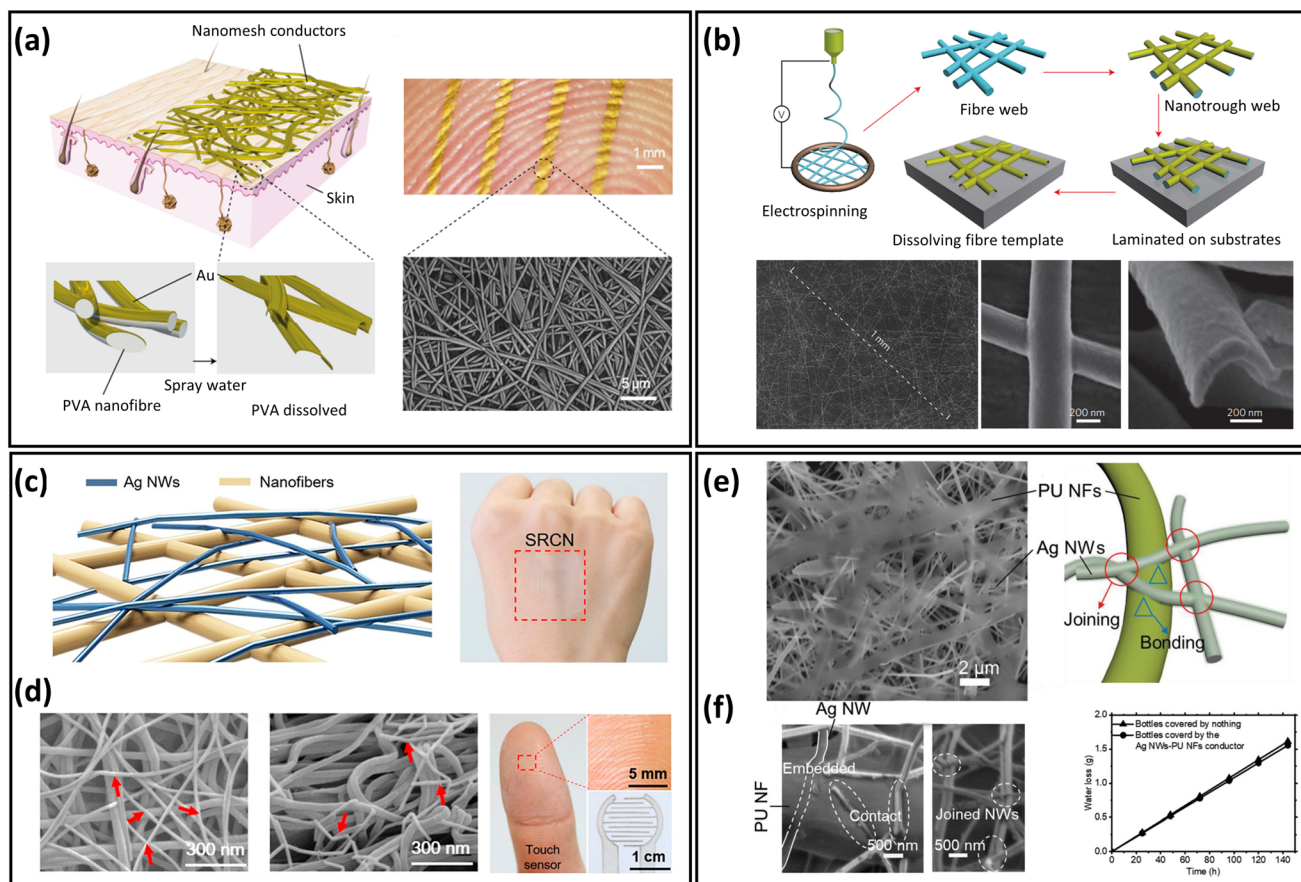 (a)
Nanomesh conductors
Skin
1 mm
Au
PVA nanofibre
Spray water
PVA dissolved
5 μm
(b)
V
Electrospinning
Fibre web
Nanotrough web
Dissolving fibre template
Laminated on substrates
1 mm
200 nm
200 nm
(c)
Ag NWs
Nanofibers
SRCN
(d)
300 nm
300 nm
Touch
sensor
5 mm
1 cm
(e)
PU NFs
Ag NWs
2 μm
Joining
Bonding
(f)
Ag NW
Embedded
PU NF
Contact
500 nm
Joined NWs
500 nm
Bottles covered by nothing
Bottles covered by the
Ag NWs-PU NFs conductor
Water loss (g)
2.0
1.5
1.0
0.5
0.0
0 20 40 60 80 100 120 140
Time (h)